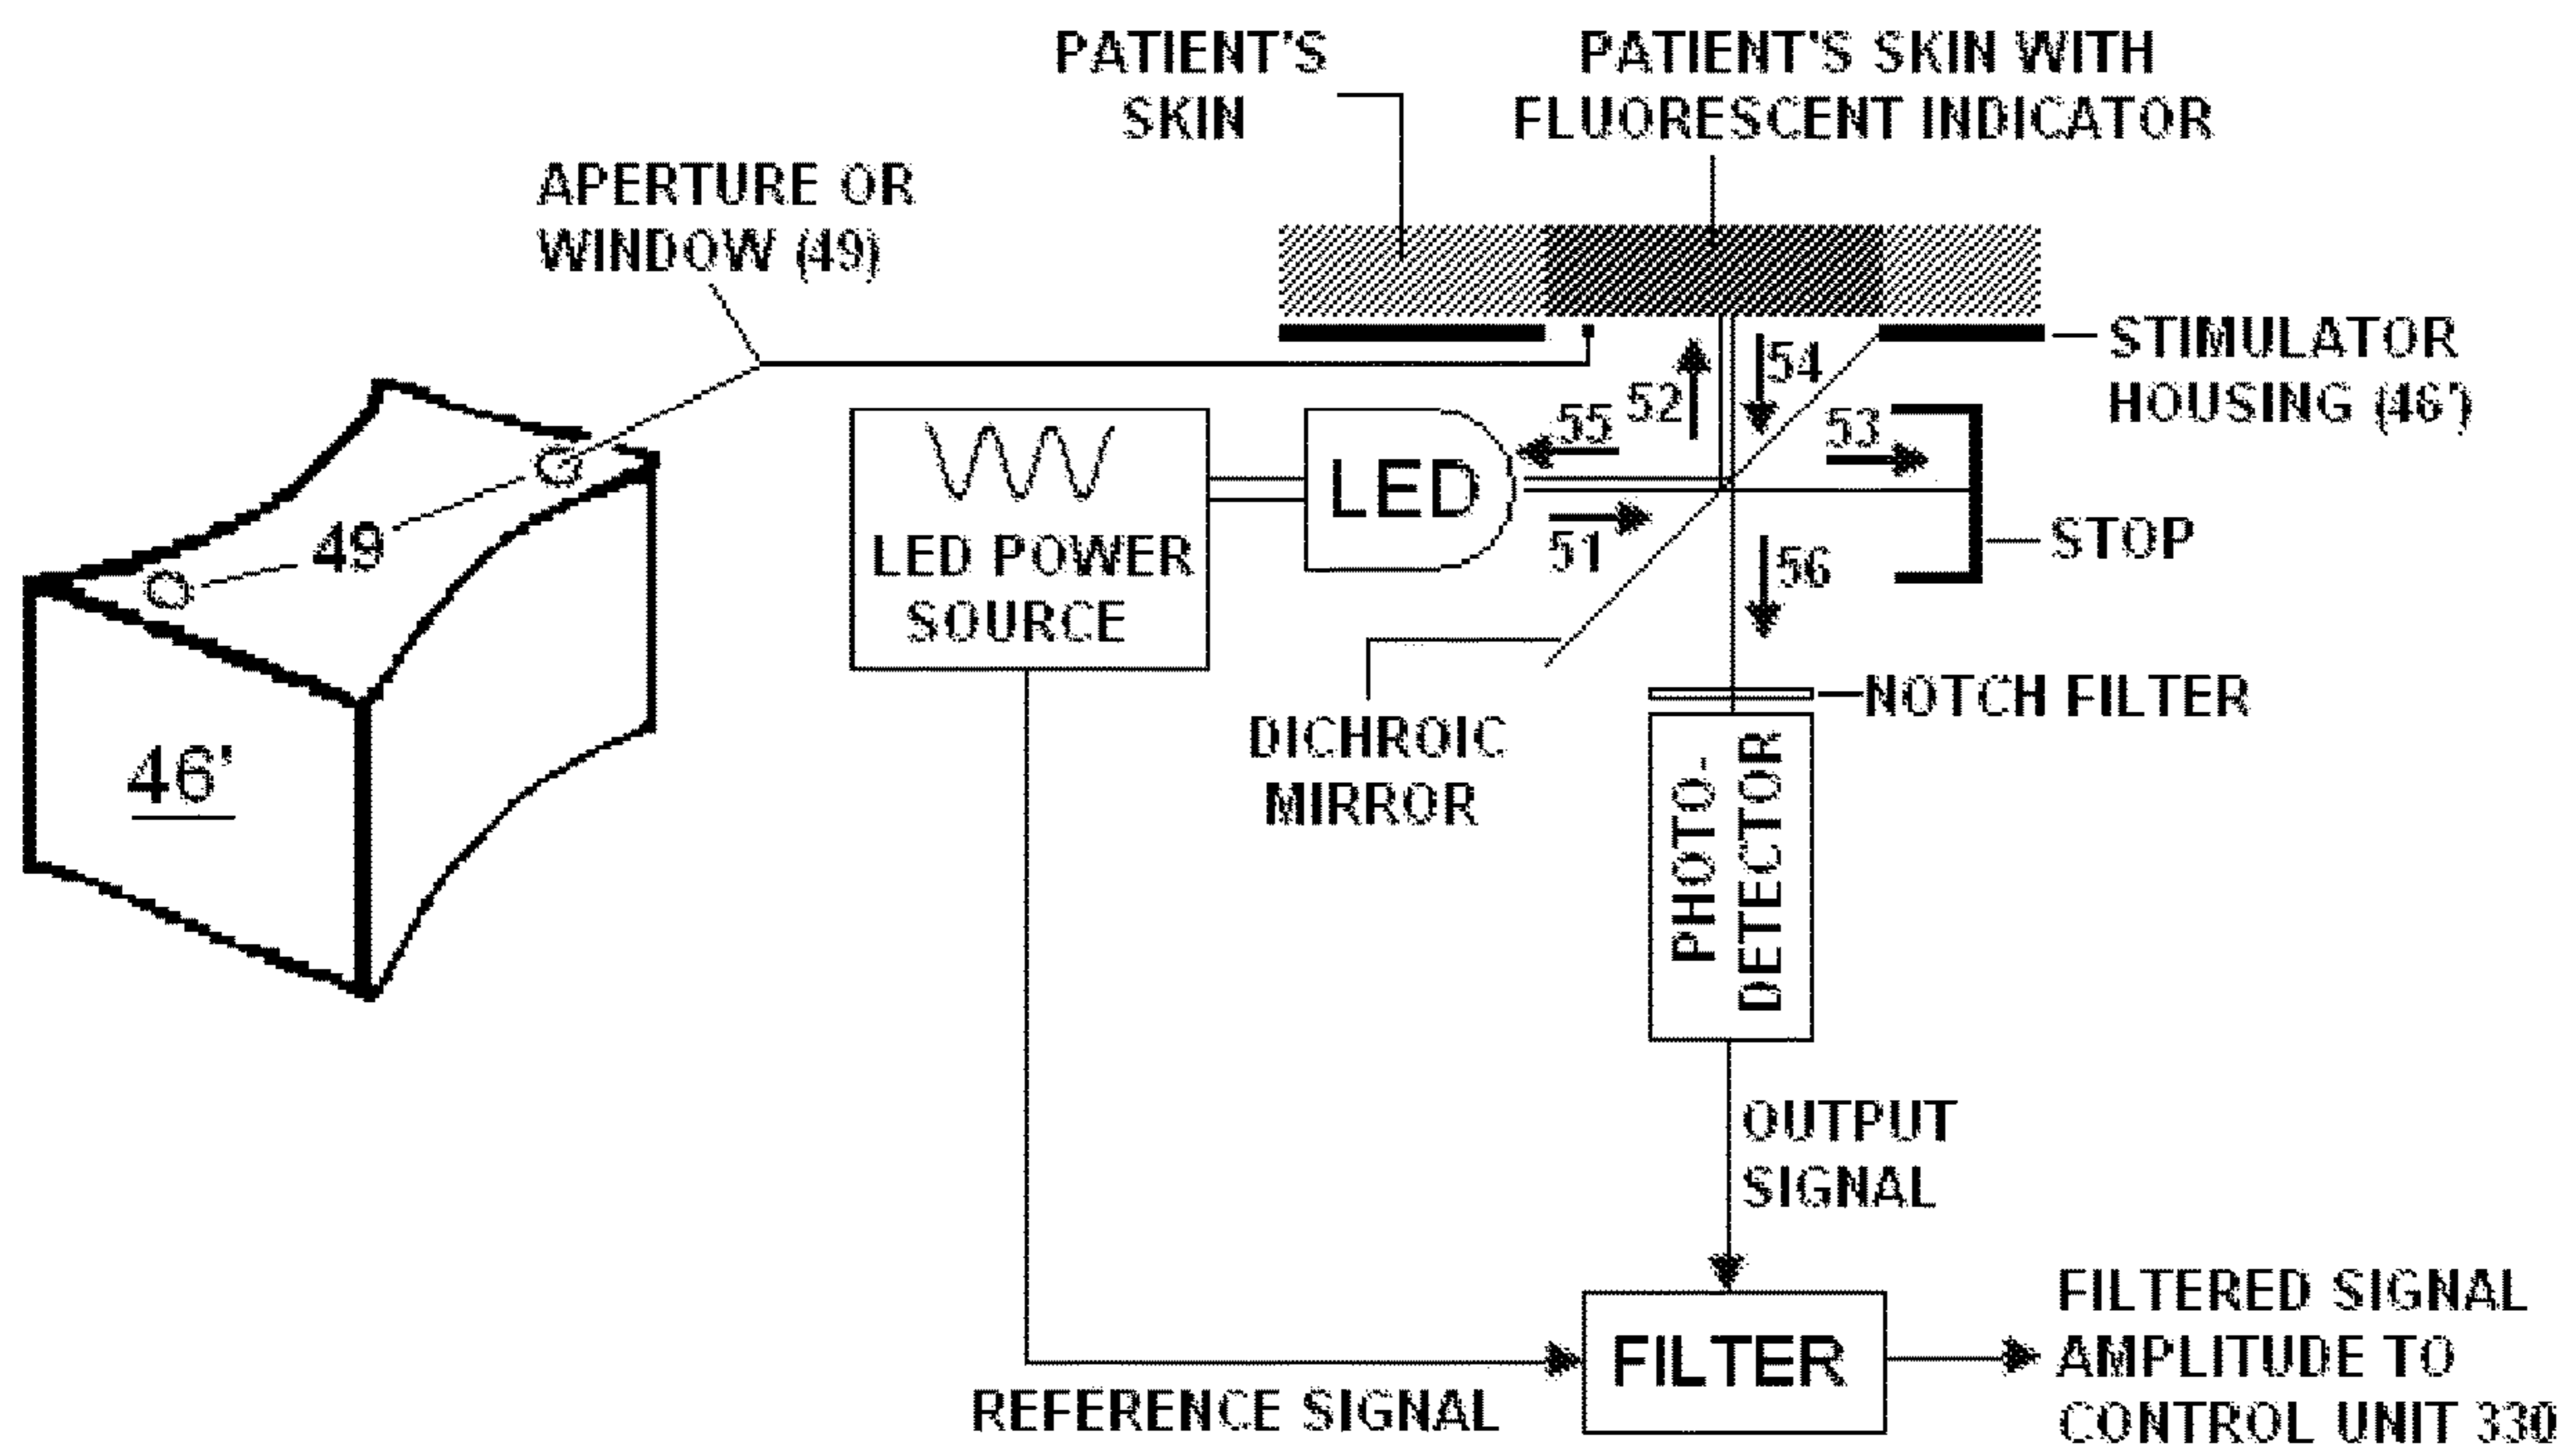 PATIENT'S
SKIN
PATIENT'S SKIN WITH
FLUORESCENT INDICATOR
APERTURE OR
WINDOW (49)
STIMULATOR
HOUSING (46')
54
52
55
53
LED
49
51
56
STOP
LED POWER
SOURCE
NOTCH FILTER
DICHROIC
MIRROR
46'
PHOTO-
DETECTOR
OUTPUT
SIGNAL
FILTER
FILTERED SIGNAL
AMPLITUDE TO
CONTROL UNIT 330
REFERENCE SIGNAL